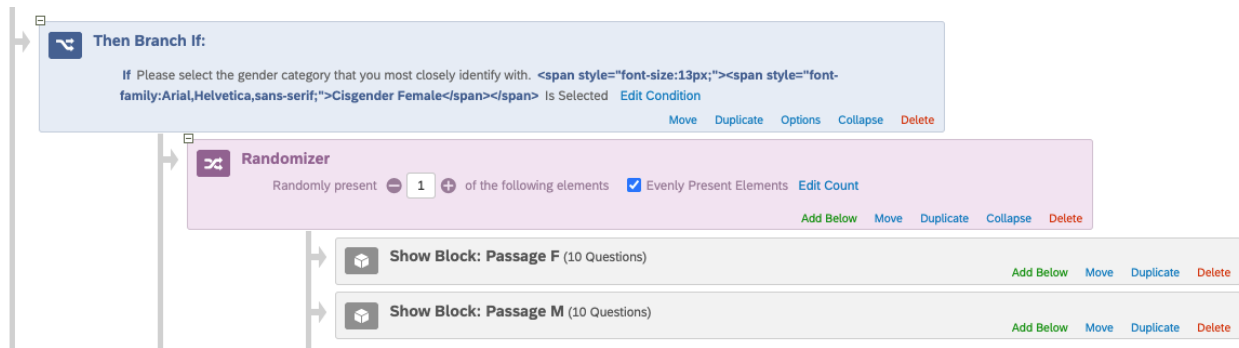 Then Branch If:
If Please select the gender category that you most closely identify with. <span style="font-size:13px;"><span style="font-
family:Arial,Helvetica,sans-serif;">Cisgender Female</span></span> Is Selected Edit Condition
Move Duplicate Options Collapse Delete
Randomizer
Randomly present 1 of the following elements Evenly Present Elements Edit Count
Add Below Move Duplicate Collapse Delete
Show Block: Passage F (10 Questions)
Add Below Move Duplicate Delete
Show Block: Passage M (10 Questions)
Add Below Move Duplicate Delete